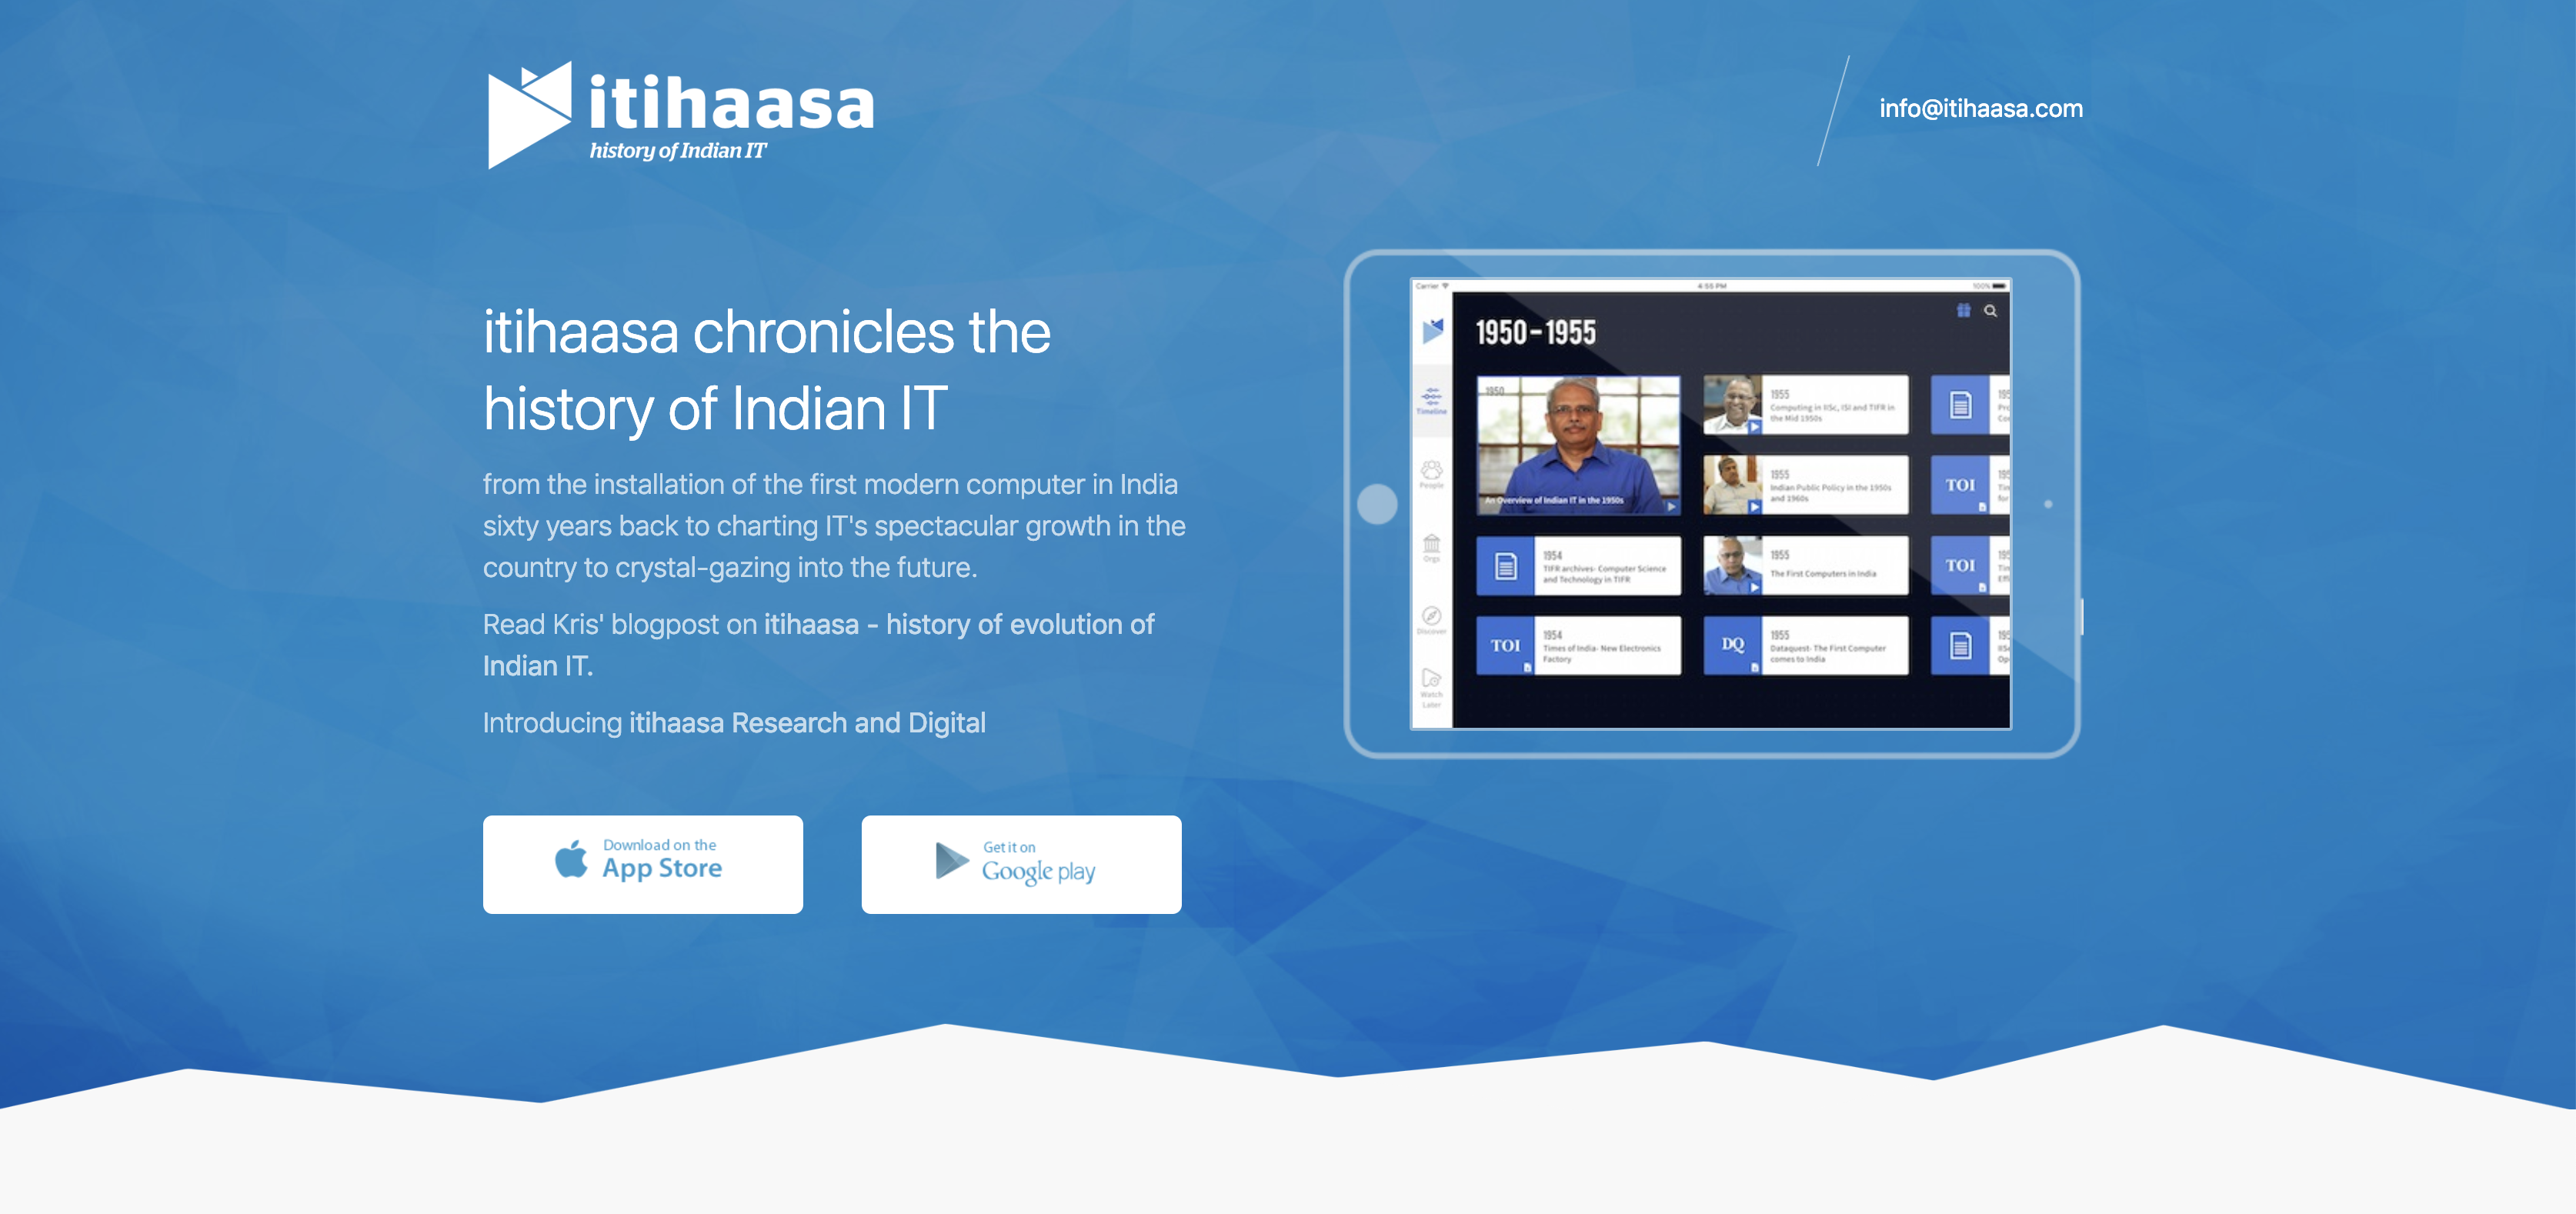 itihaasa
history of Indian IT
info@itihaasa.com
itihaasa chronicles the
history of Indian IT
from the installation of the first modern computer in India
sixty years back to charting IT's spectacular growth in the
country to crystal-gazing into the future.
Read Kris' blogpost on itihaasa - history of evolution of
Indian IT.
Introducing itihaasa Research and Digital
Download on the
App Store
Get it on
Google play
Carrier
4:55 PM
100%
1950-1955
Timeline
People
Orgs
Discover
Watch
Later
1950
An Overview of Indian IT in the 1950s
1954
TIFR archives- Computer Science
and Technology in TIFR
TOI
1954
Times of India- New Electronics
Factory
1955
Computing in IISc, ISI and TIFR in
the Mid 1950s
1955
Indian Public Policy in the 1950s
and 1960s
1955
The First Computers in India
DQ
1955
Dataquest- The First Computer
comes to India
TOI
TOI